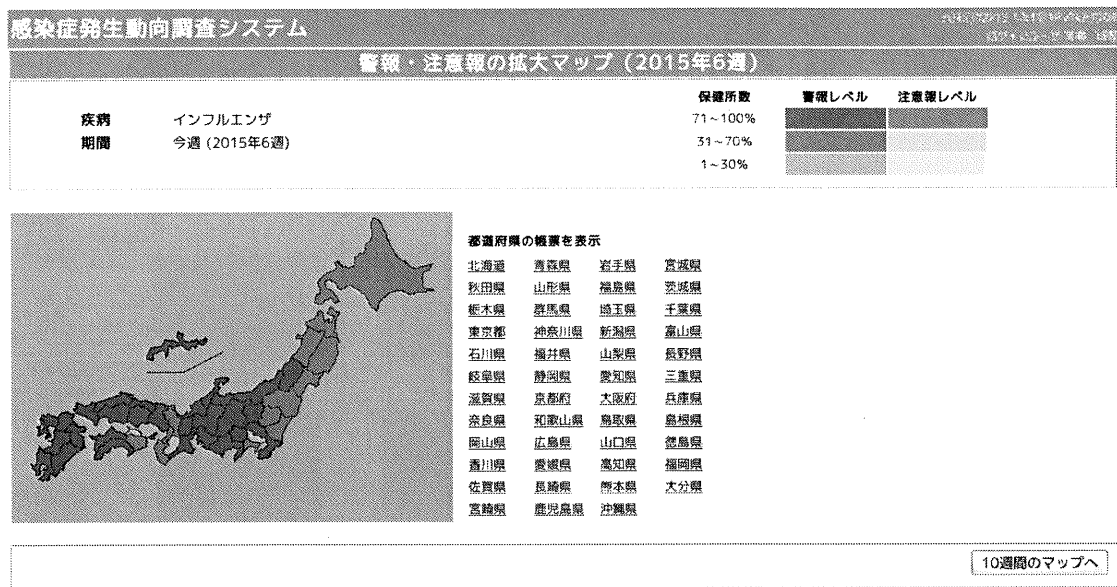 感染症発生動向調査システム
警報・注意報の拡大マップ（2015年6週）
保健所数 警報レベル 注意報レベル
疾病 インフルエンザ 71～100%
期間 今週 (2015年6週) 31～70%
1～30%
都道府県の帳票を表示
北海道 青森県 岩手県 宮城県
秋田県 山形県 福島県 茨城県
栃木県 群馬県 埼玉県 千葉県
東京都 神奈川県 新潟県 富山県
石川県 福井県 山梨県 長野県
岐阜県 静岡県 愛知県 三重県
滋賀県 京都府 大阪府 兵庫県
奈良県 和歌山県 鳥取県 島根県
岡山県 広島県 山口県 徳島県
香川県 愛媛県 高知県 福岡県
佐賀県 長崎県 熊本県 大分県
宮崎県 鹿児島県 沖縄県
10週間のマップへ